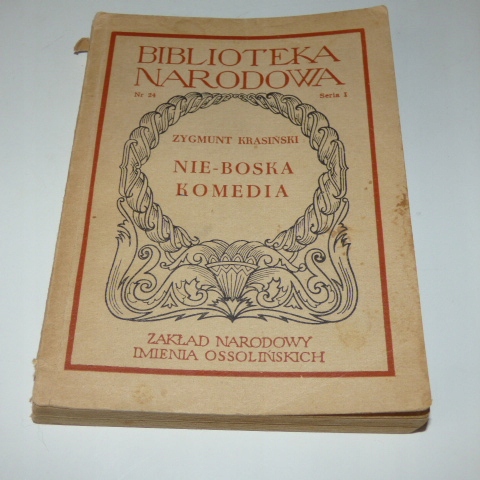 BIBLIOTEKA
NARODOWA
Nr 24 Seria I
ZYGMUNT KRASIŃSKI
NIE-BOSKA
KOMEDIA
ZAKŁAD NARODOWY
IMIENIA OSSOLIŃSKICH